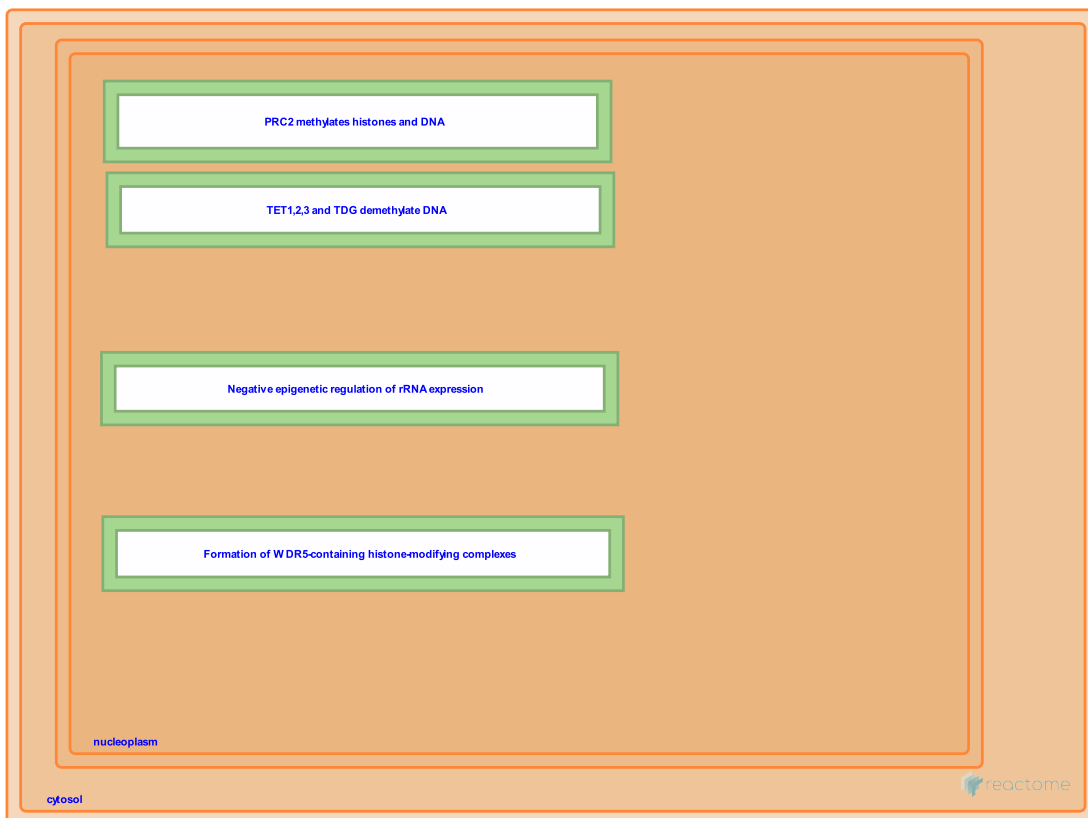 PRC2 methylates histones and DNA
TET1,2,3 and TDG demethylate DNA
Negative epigenetic regulation of rRNA expression
Formation of WDR5-containing histone-modifying complexes
nucleoplasm
reactome
cytosol